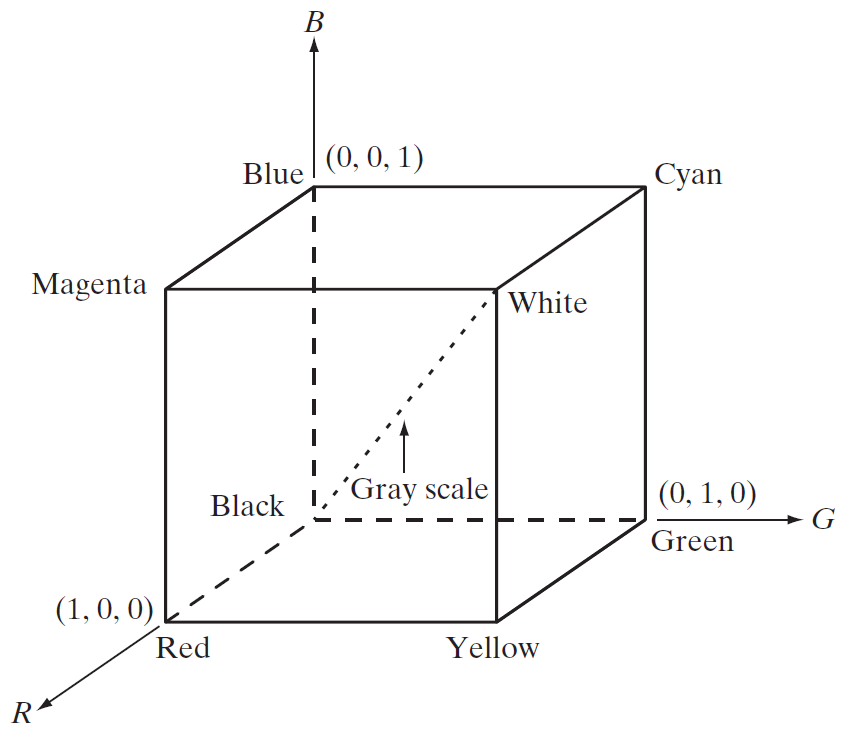 B
(0, 0, 1)
Blue
Cyan
Magenta
White
Gray scale
Black
(0, 1, 0)
G
Green
(1, 0, 0)
Red
Yellow
R